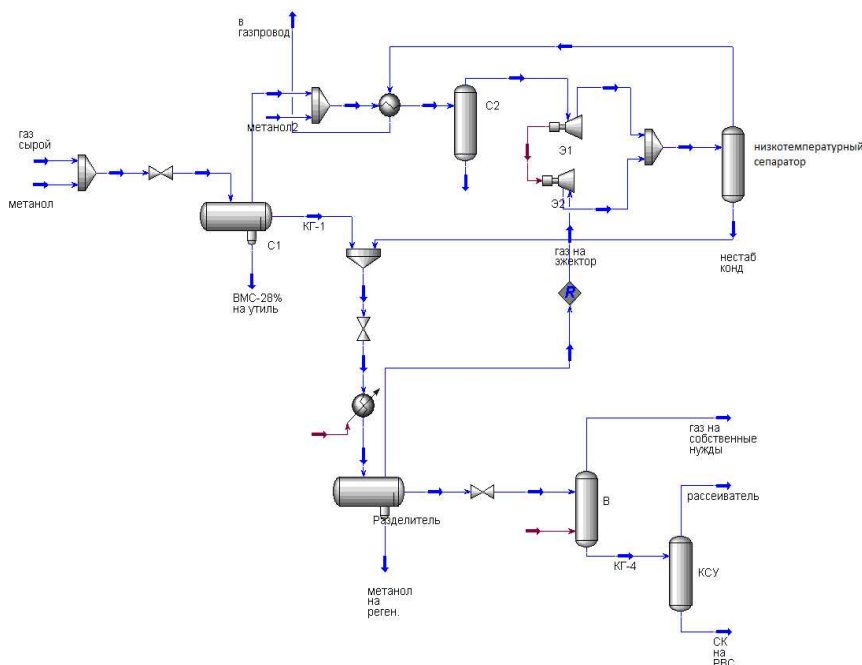 в
газпровод
С2
метанол2
газ
сырой
метанол
Э1
низкотемпературный
сепаратор
Э2
КГ-1
С1
газ на
эжектор
нестаб
конд
ВМС-28%
на утиль
R
газ на
собственные
нужды
рассеиватель
В
Разделитель
КГ-4
КСУ
метанол
на
реген.
СК
на
РВС